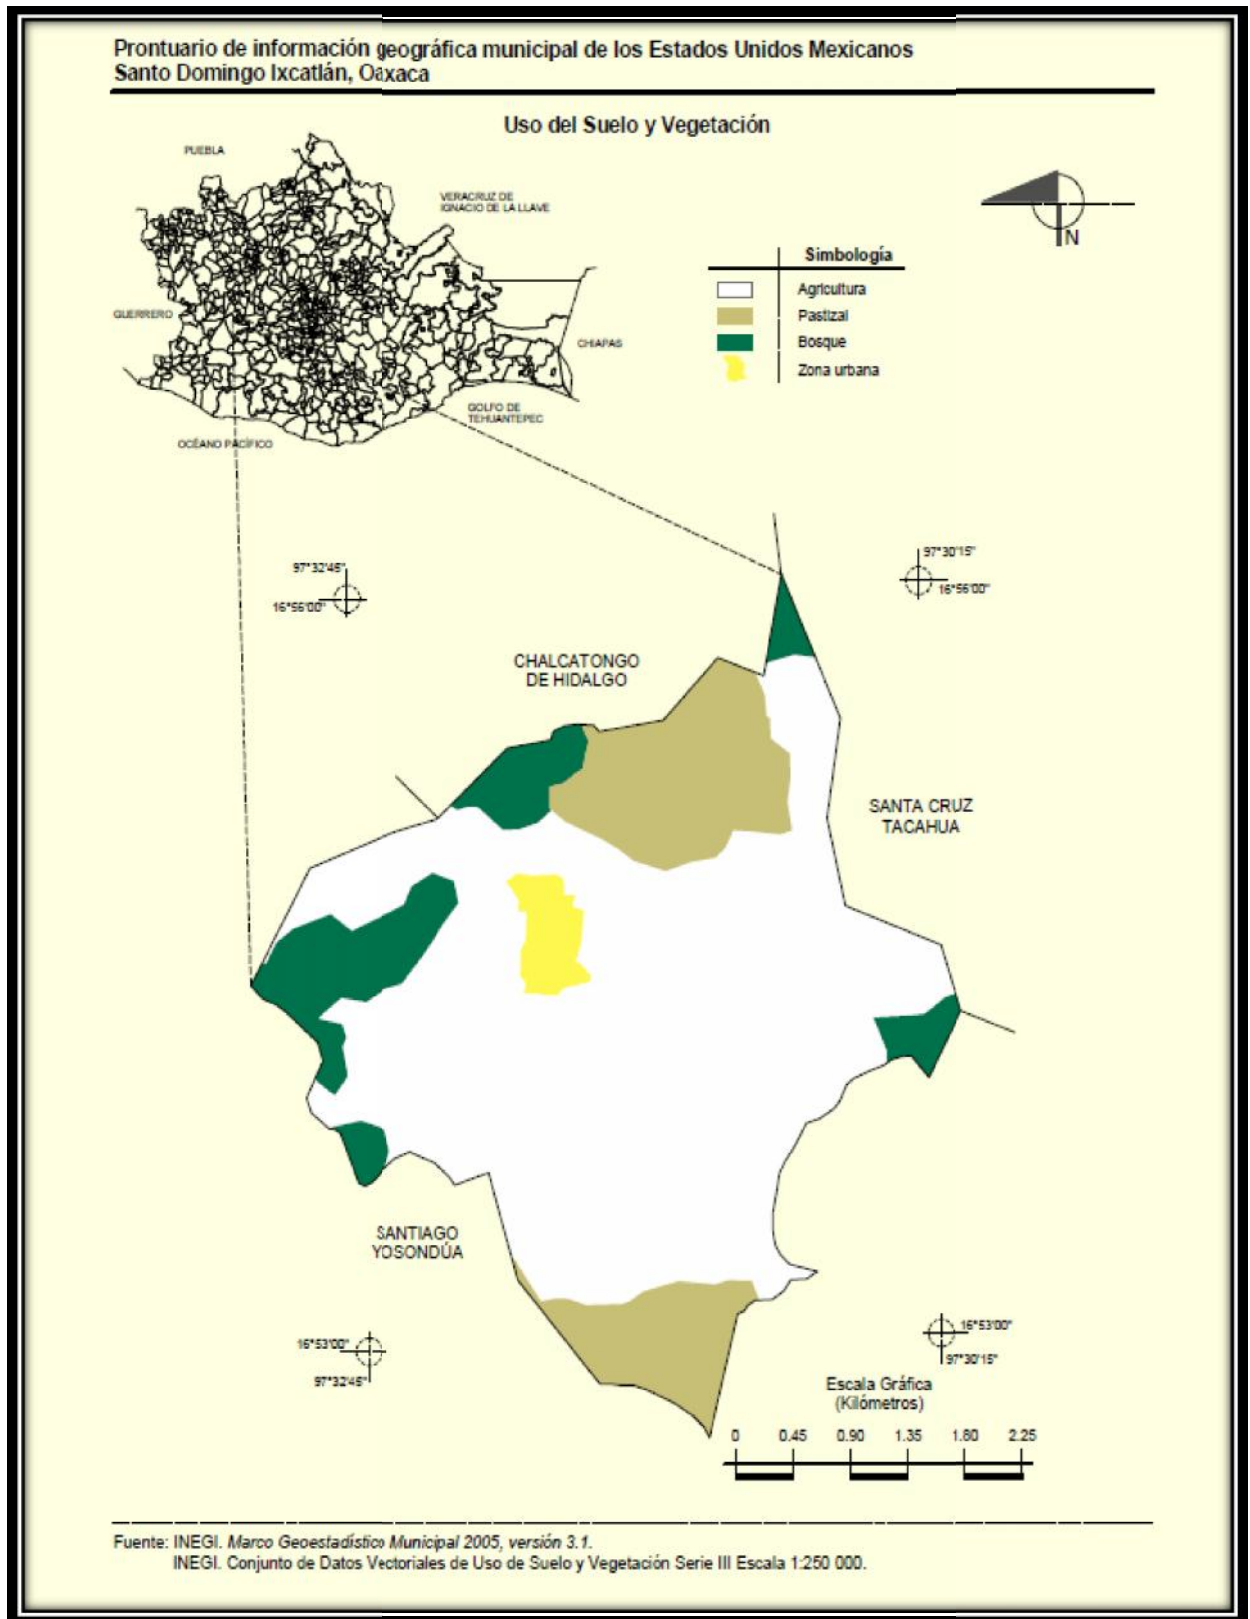 Prontuario de información geográfica municipal de los Estados Unidos Mexicanos
Santo Domingo Ixcatlán, Oaxaca
Uso del Suelo y Vegetación
PUEBLA
VERACRUZ DE
IGNACIO DE LA LLAVE
GUERRERO
CHIAPAS
GOLFO DE
TEHUANTEPEC
OCÉANO PACÍFICO
N
Simbología
Agricultura
Pastizal
Bosque
Zona urbana
97°32'45"
16°56'00"
97°30'15"
16°56'00"
CHALCATONGO
DE HIDALGO
SANTA CRUZ
TACAHUA
SANTIAGO
YOSONDÚA
16°53'00"
97°32'45"
16°53'00"
97°30'15"
Escala Gráfica
(Kilómetros)
0 0.45 0.90 1.35 1.80 2.25
Fuente: INEGI. Marco Geoestadístico Municipal 2005, versión 3.1.
INEGI. Conjunto de Datos Vectoriales de Uso de Suelo y Vegetación Serie III Escala 1:250 000.